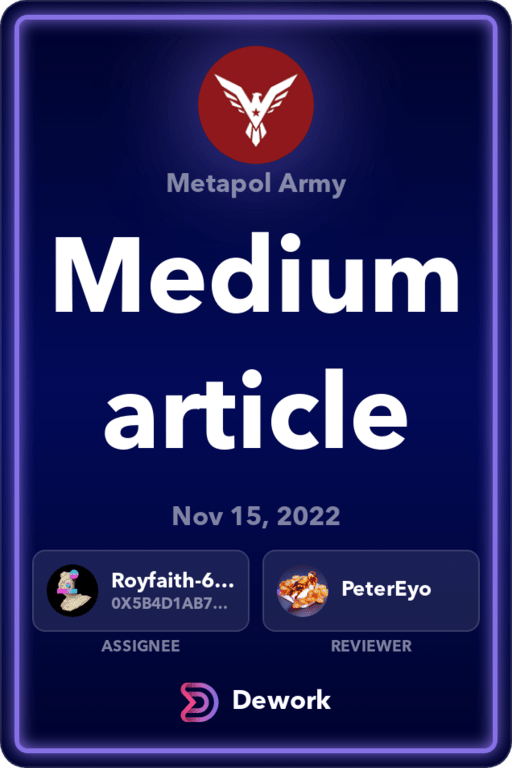 Metapol Army
Medium
article
Nov 15, 2022
Royfaith-6...
0X5B4D1AB7...
ASSIGNEE
PeterEyo
REVIEWER
Dework